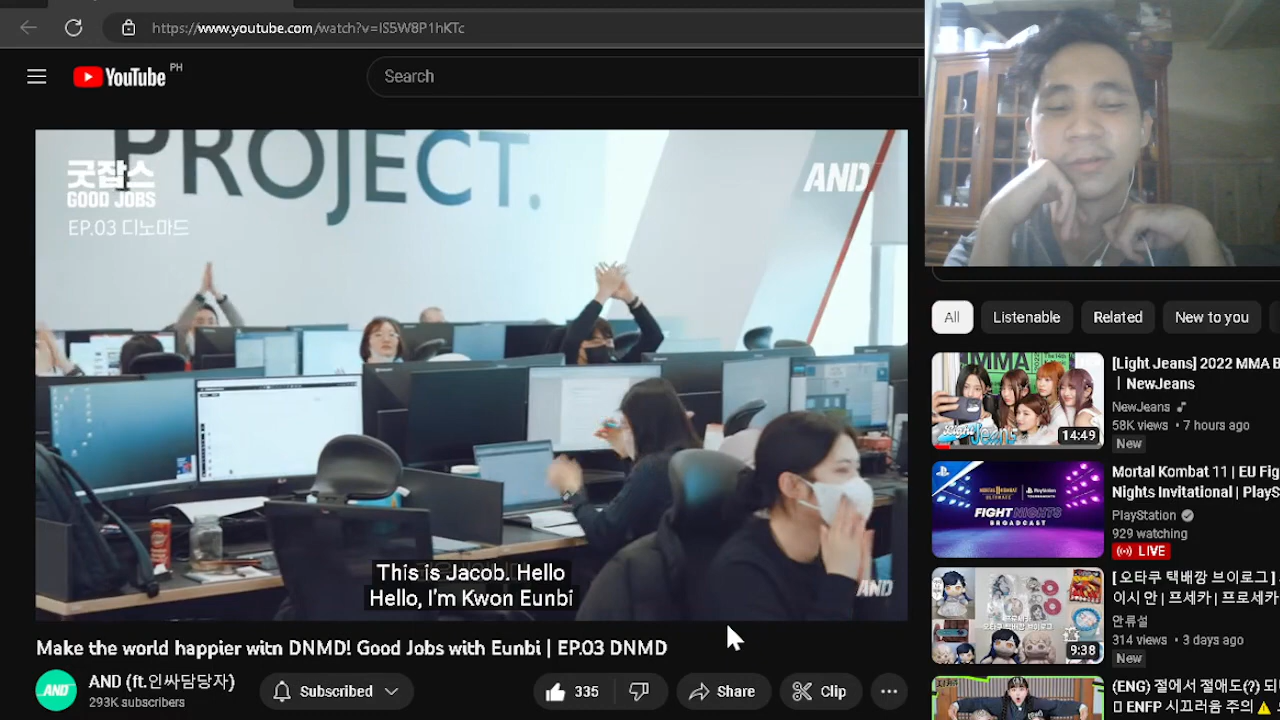 https://www.youtube.com/watch?v=IS5W8P1hKTc
YouTube PH
Search
PROJECT.
굿잡스
GOOD JOBS
EP.03 디노마드
AND.
This is Jacob. Hello
Hello, I'm Kwon Eunbi
AND
Make the world happier with DNMD! Good Jobs with Eunbi | EP.03 DNMD
AND
AND (ft.인싸담당자)
293K subscribers
Subscribed
335
Share
Clip
All
Listenable
Related
New to you
MMA
Light Jeans
14:49
[Light Jeans] 2022 MMA B
| NewJeans
NewJeans
58K views • 7 hours ago
New
FIGHT NIGHTS
BROADCAST
Mortal Kombat 11 | EU Fig
Nights Invitational | PlayS
PlayStation
929 watching
LIVE
9:38
[ 오타쿠 택배깡 브이로그 ]
이시 안 | 프세카 | 프로세카
안류설
314 views • 3 days ago
New
(ENG) 절에서 절애도(?) 되
ENFP 시끄러움 주의